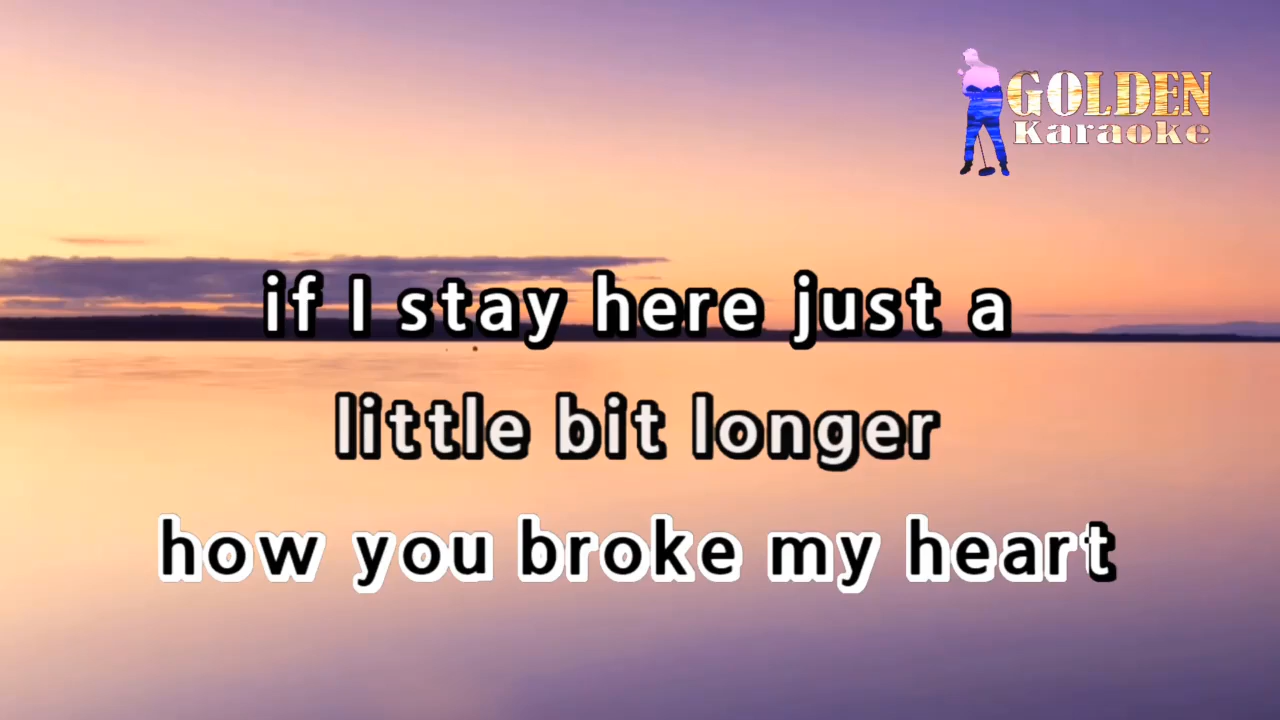 GOLDEN
Karaoke
if I stay here just a
little bit longer
how you broke my heart